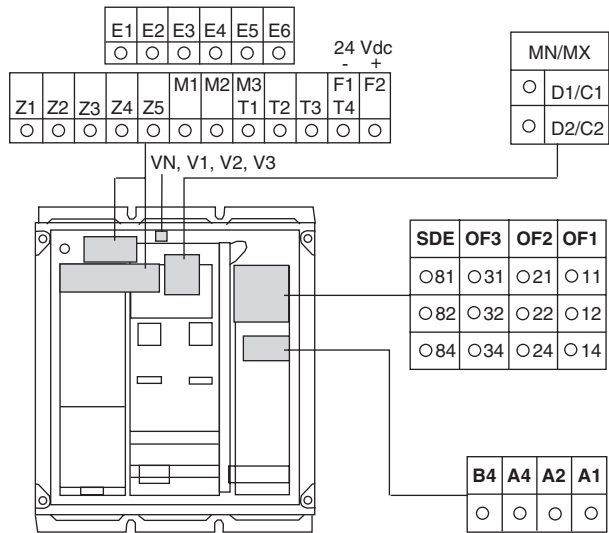 E1 E2 E3 E4 E5 E6
24 Vdc
- +
M1 M2 M3 F1 F2
Z1 Z2 Z3 Z4 Z5 T1 T2 T3 T4
VN, V1, V2, V3
MN/MX
D1/C1
D2/C2
SDE OF3 OF2 OF1
81 31 21 11
82 32 22 12
84 34 24 14
B4 A4 A2 A1